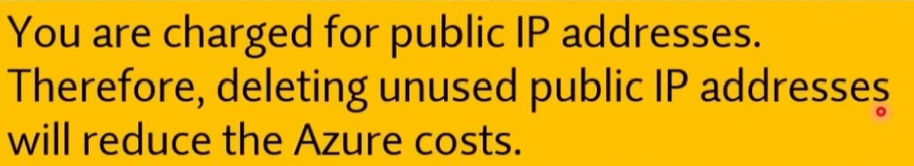 You are charged for public IP addresses.
Therefore, deleting unused public IP addresses
will reduce the Azure costs.